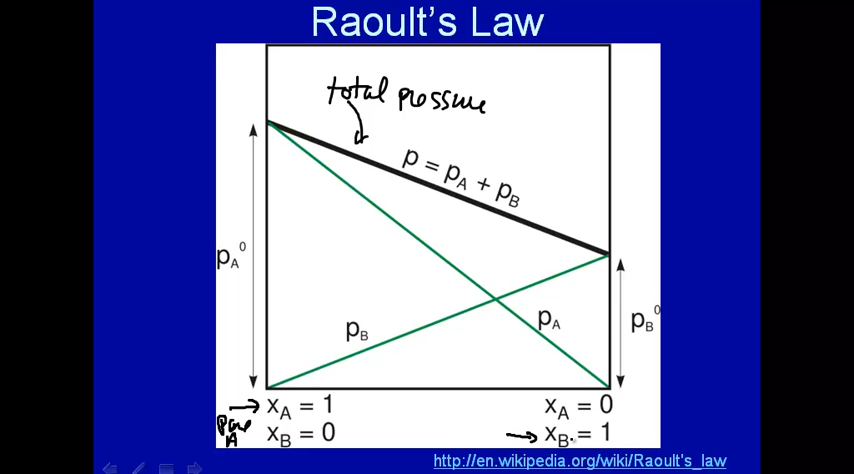 Raoult's Law
total pressure
p = pA + pB
pA0
pB
pA
pB0
xA = 1
xA = 0
pure A
xB = 0
xB = 1
http://en.wikipedia.org/wiki/Raoult's_law